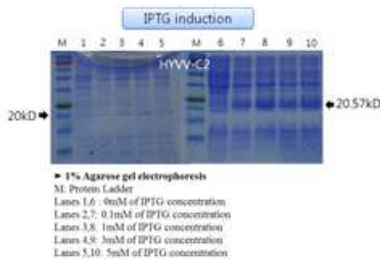 IPTG induction
M 1 2 3 4 5 M 6 7 8 9 10
HYVV-C2
20kD
20.57kD
► 1% Agarose gel electrophoresis
M: Protein Ladder
Lanes 1,6 : 0mM of IPTG concentration
Lanes 2,7: 0.1mM of IPTG concentration
Lanes 3,8: 1mM of IPTG concentration
Lanes 4,9: 3mM of IPTG concentration
Lanes 5,10: 5mM of IPTG concentration